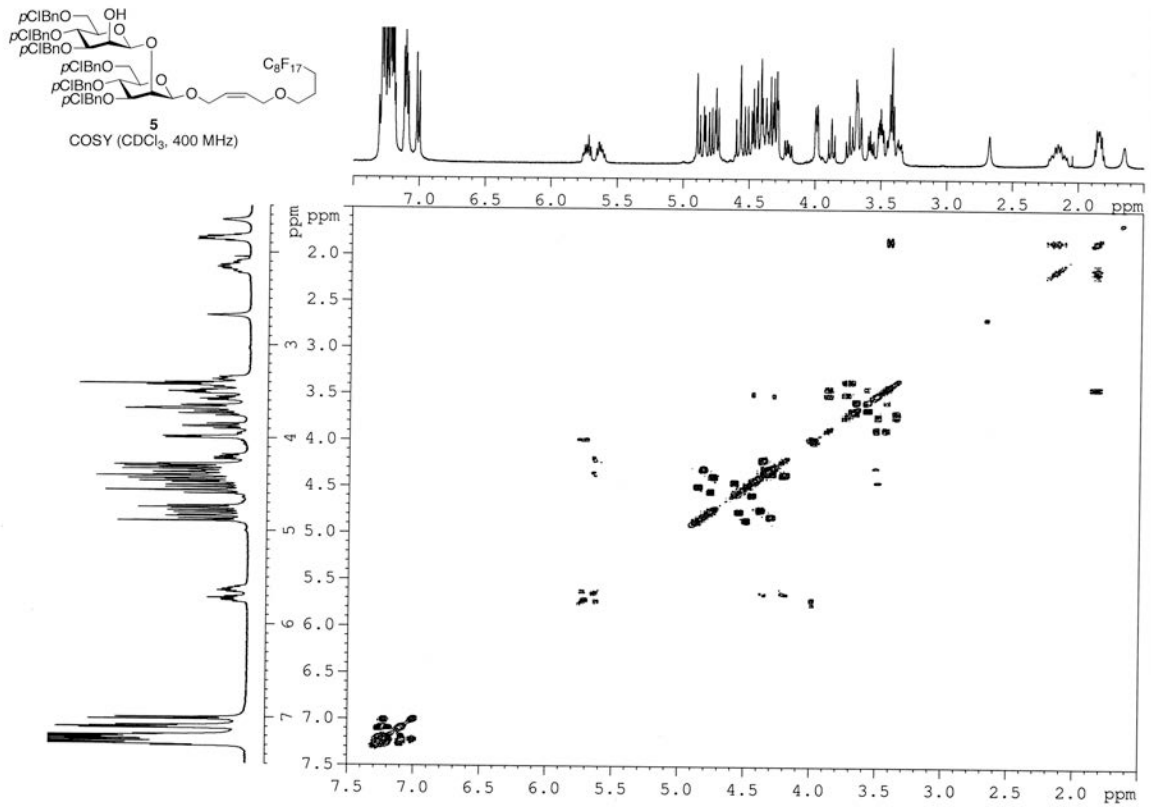 pClBnO OH
pClBnO O
pClBnO O
pClBnO O C8F17
pClBnO
pClBnO O O
5
COSY (CDCl3, 400 MHz)
7.0 6.0 5.5 5.0 4.5 4.0 3.5 2.5 2.0 ppm
ppm ppm
2.0
2.5
3 3.0
3.5
4 4.0
4.5
5 5.0
5.5
6 6.0
6.5
7 7.0
7.5
7.5 7.0 6.5 6.0 5.5 5.0 4.5 4.0 3.5 3.0 2.5 2.0 ppm